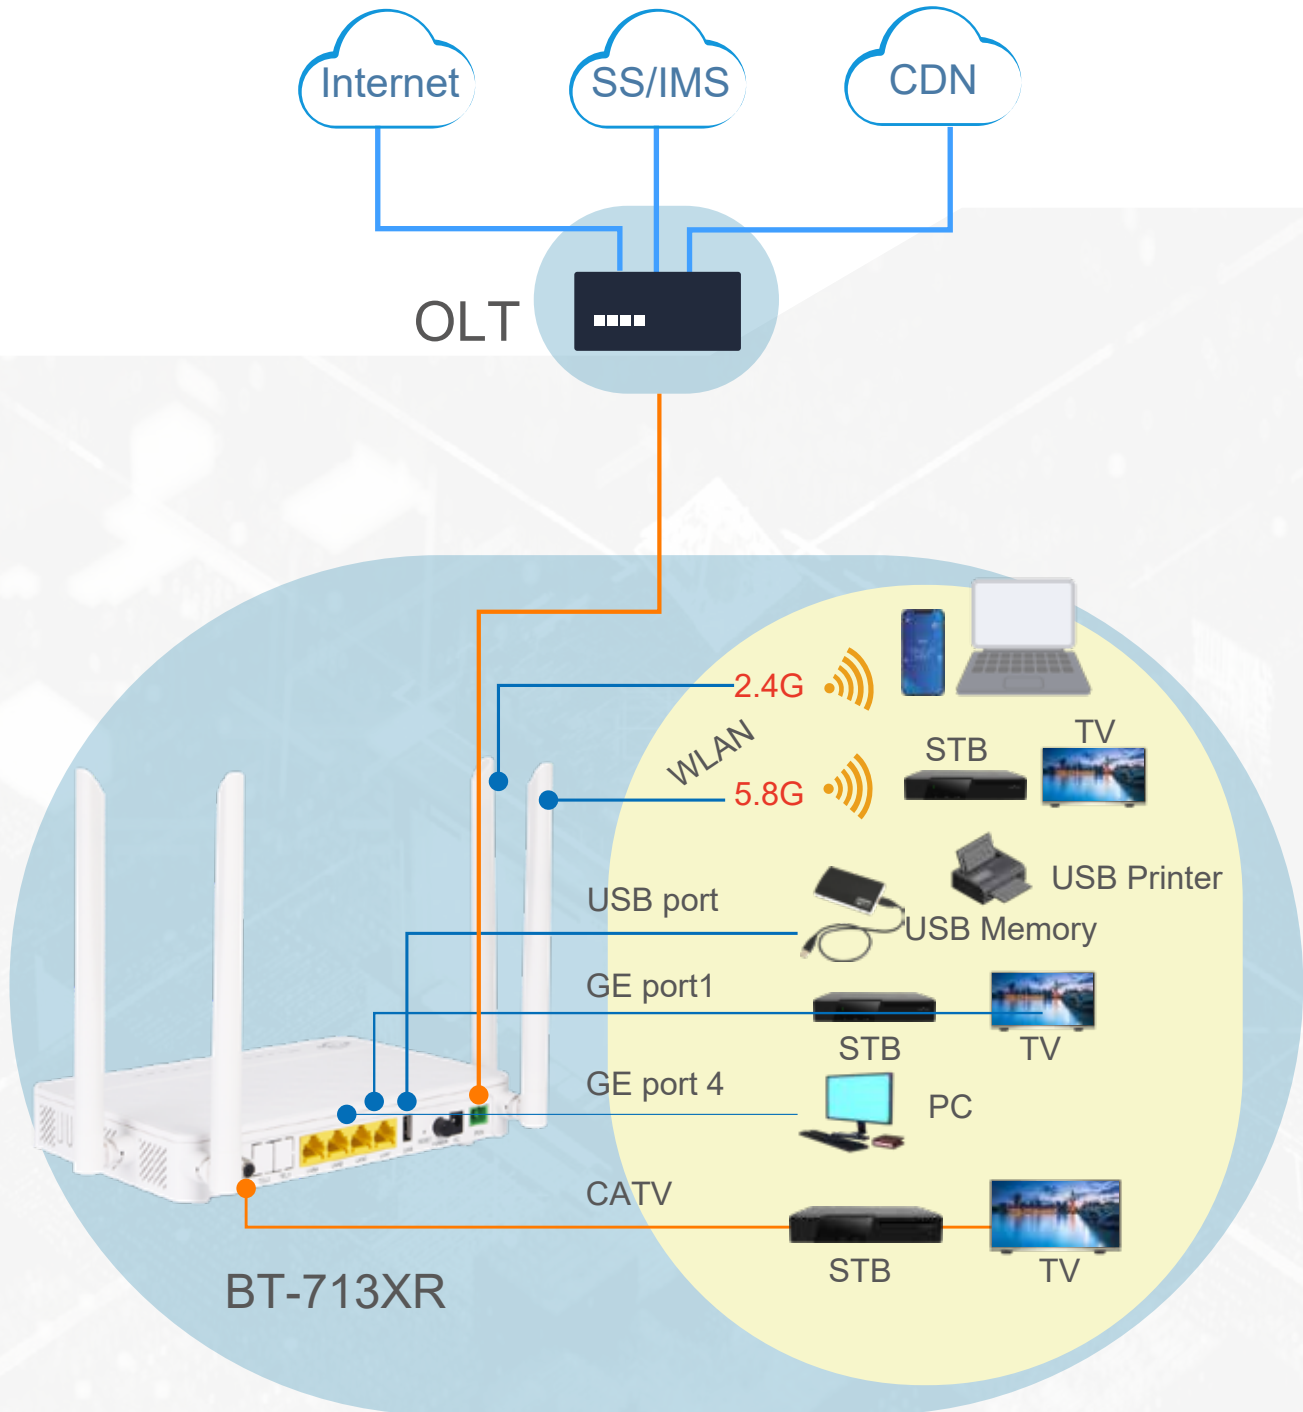 Internet
SS/IMS
CDN
OLT
2.4G
WLAN
5.8G
STB
TV
USB Printer
USB port
USB Memory
GE port1
STB
TV
GE port 4
PC
CATV
STB
TV
BT-713XR